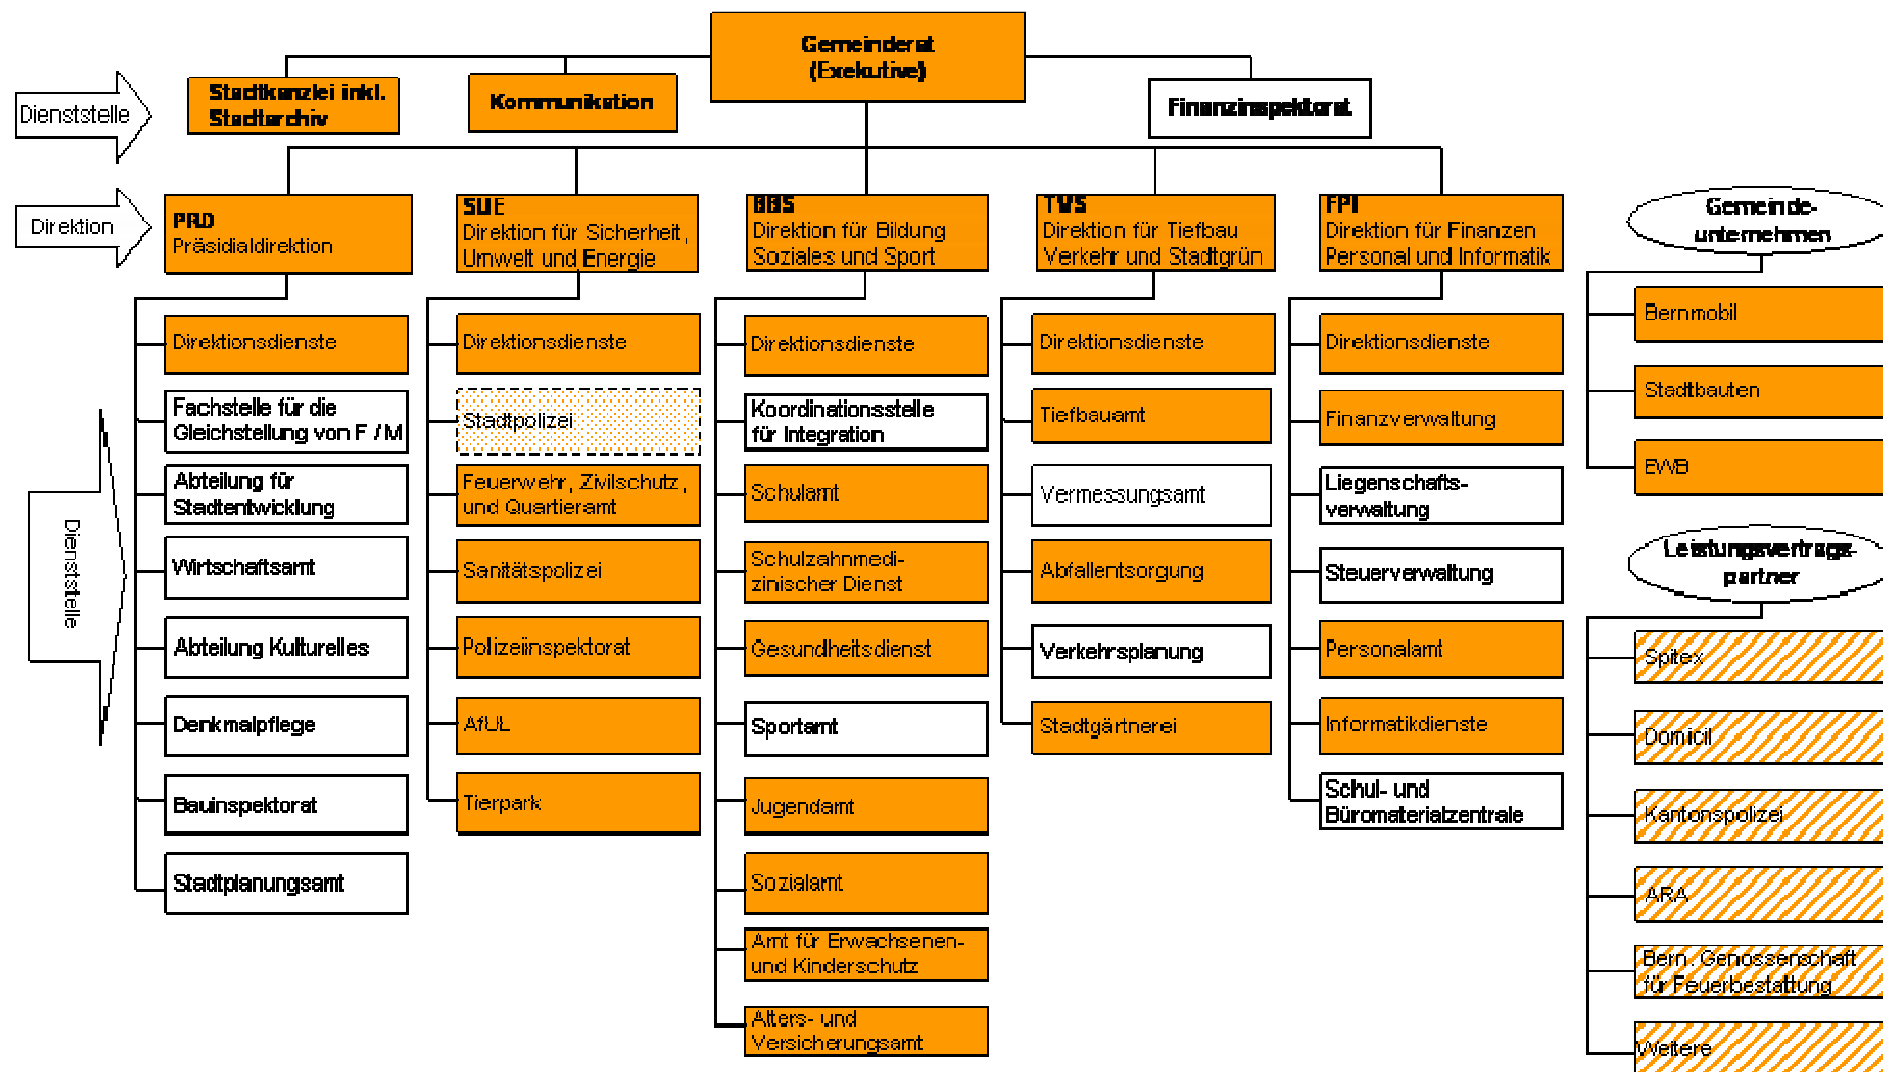 Gemeinderat
(Exekutive)
Dienststelle
Stadtkanzlei inkl.
Stadtarchiv
Kommunikation
Finanzinspektorat
Direktion
PRD
Präsidialdirektion
SUE
Direktion für Sicherheit,
Umwelt und Energie
BBS
Direktion für Bildung
Soziales und Sport
TVS
Direktion für Tiefbau
Verkehr und Stadtgrün
FPI
Direktion für Finanzen
Personal und Informatik
Gemeinde-
unternehmen
Dienststelle
Direktionsdienste
Fachstelle für die
Gleichstellung von F / M
Abteilung für
Stadtentwicklung
Wirtschaftsamt
Abteilung Kulturelles
Denkmalpflege
Bauinspektorat
Stadtplanungsamt
Direktionsdienste
Stadtpolizei
Feuerwehr, Zivilschutz,
und Quartieramt
Sanitätspolizei
Polizeiinspektorat
AfUL
Tierpark
Direktionsdienste
Koordinationsstelle
für Integration
Schulamt
Schulzahnmedi-
zinischer Dienst
Gesundheitsdienst
Sportamt
Jugendamt
Sozialamt
Amt für Erwachsenen-
und Kinderschutz
Alters- und
Versicherungsamt
Direktionsdienste
Tiefbauamt
Vermessungsamt
Abfallentsorgung
Verkehrsplanung
Stadtgärtnerei
Direktionsdienste
Finanzverwaltung
Liegenschafts-
verwaltung
Steuerverwaltung
Personalamt
Informatikdienste
Schul- und
Büromaterialzentrale
Bernmobil
Stadtbauten
EWB
Leistungsvertrags-
partner
Spitex
Domicil
Kantonspolizei
ARA
Bern. Genossenschaft
für Feuerbestattung
Weitere